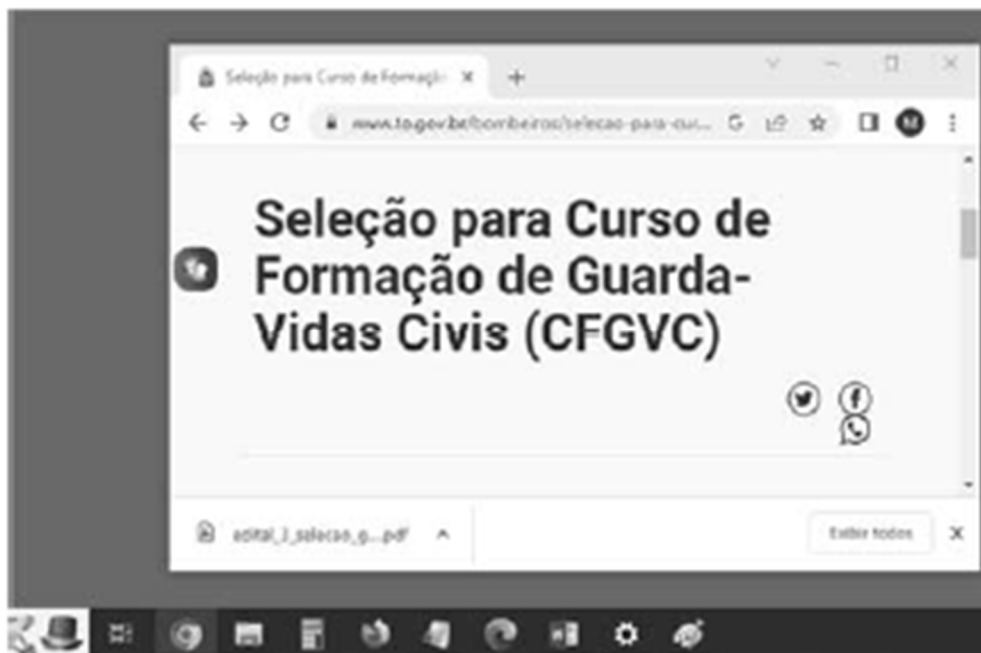 Seleção para Curso de Formaçã
www.to.gov.br/bombeiros/selecao-para-cur...
M
Seleção para Curso de
Formação de Guarda-
Vidas Civis (CFGVC)
edital_1_selecao_g....pdf
Exibir todos